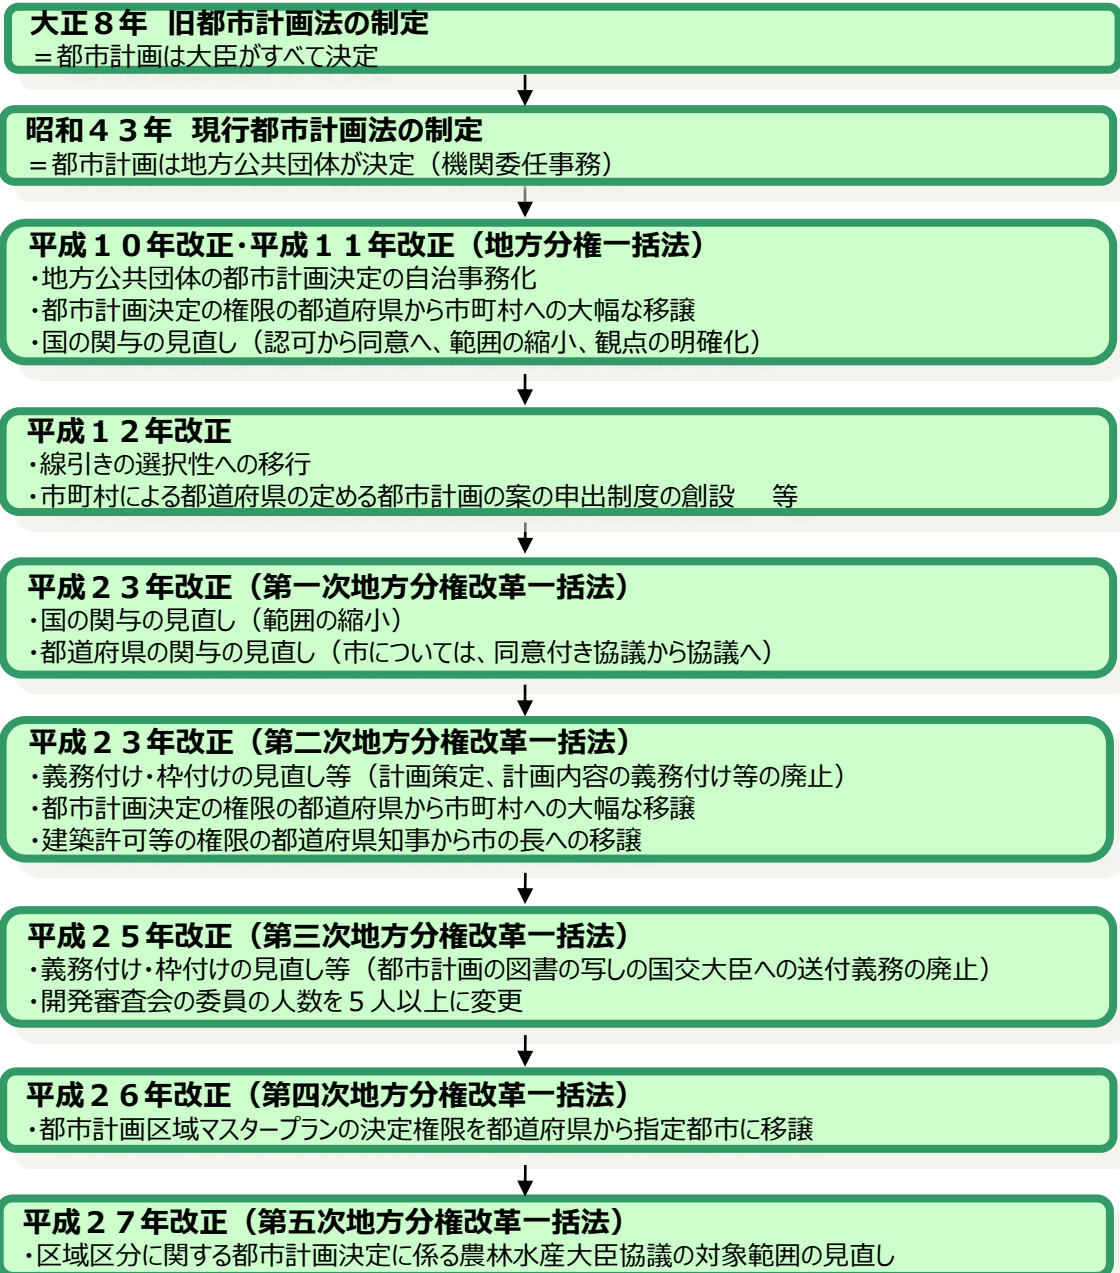 大正８年 旧都市計画法の制定
＝都市計画は大臣がすべて決定
昭和４３年 現行都市計画法の制定
＝都市計画は地方公共団体が決定（機関委任事務）
平成１０年改正・平成１１年改正（地方分権一括法）
・地方公共団体の都市計画決定の自治事務化
・都市計画決定の権限の都道府県から市町村への大幅な移譲
・国の関与の見直し（認可から同意へ、範囲の縮小、観点の明確化）
平成１２年改正
・線引きの選択性への移行
・市町村による都道府県の定める都市計画の案の申出制度の創設　等
平成２３年改正（第一次地方分権改革一括法）
・国の関与の見直し（範囲の縮小）
・都道府県の関与の見直し（市については、同意付き協議から協議へ）
平成２３年改正（第二次地方分権改革一括法）
・義務付け・枠付けの見直し等（計画策定、計画内容の義務付け等の廃止）
・都市計画決定の権限の都道府県から市町村への大幅な移譲
・建築許可等の権限の都道府県知事から市の長への移譲
平成２５年改正（第三次地方分権改革一括法）
・義務付け・枠付けの見直し等（都市計画の図書の写しの国交大臣への送付義務の廃止）
・開発審査会の委員の人数を５人以上に変更
平成２６年改正（第四次地方分権改革一括法）
・都市計画区域マスタープランの決定権限を都道府県から指定都市に移譲
平成２７年改正（第五次地方分権改革一括法）
・区域区分に関する都市計画決定に係る農林水産大臣協議の対象範囲の見直し